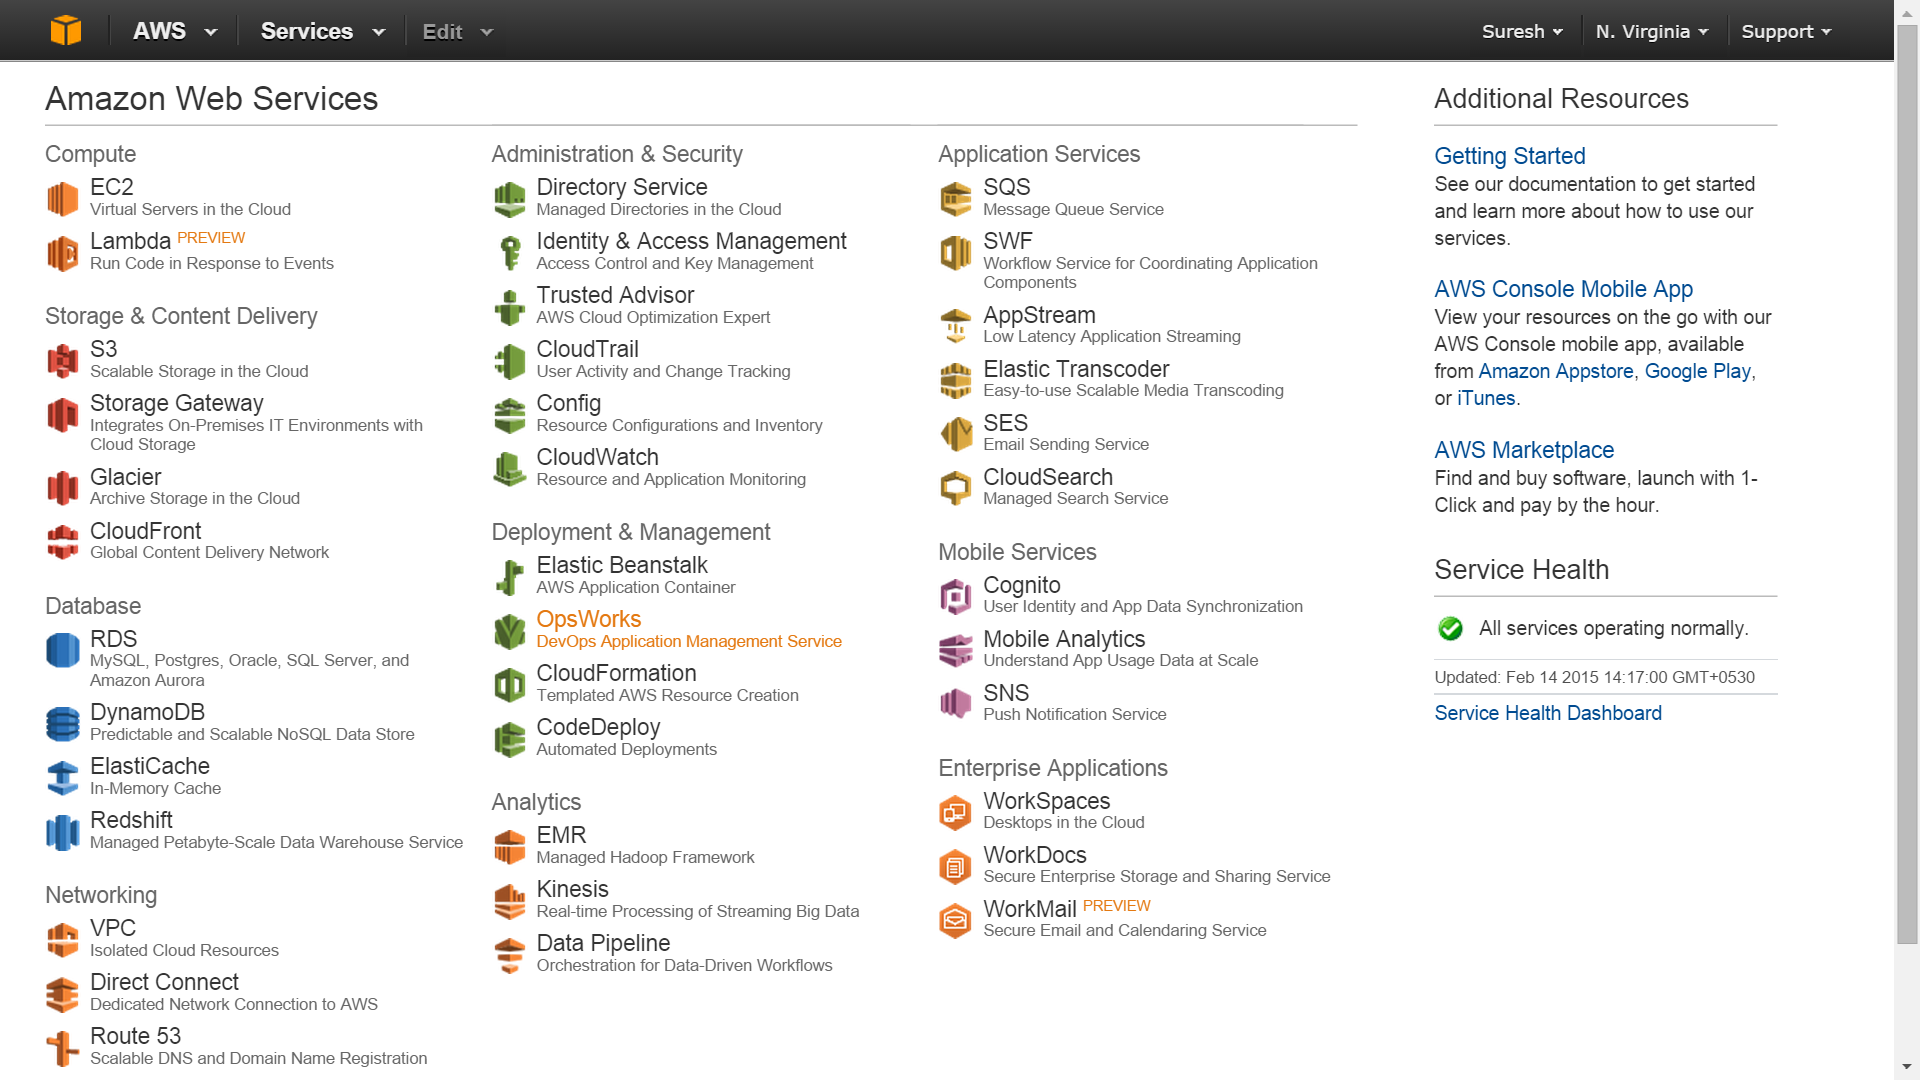 AWS
Services
Edit
Suresh
N. Virginia
Support
Amazon Web Services
Compute
EC2
Virtual Servers in the Cloud
Lambda PREVIEW
Run Code in Response to Events
Storage & Content Delivery
S3
Scalable Storage in the Cloud
Storage Gateway
Integrates On-Premises IT Environments with
Cloud Storage
Glacier
Archive Storage in the Cloud
CloudFront
Global Content Delivery Network
Database
RDS
MySQL, Postgres, Oracle, SQL Server, and
Amazon Aurora
DynamoDB
Predictable and Scalable NoSQL Data Store
ElastiCache
In-Memory Cache
Redshift
Managed Petabyte-Scale Data Warehouse Service
Networking
VPC
Isolated Cloud Resources
Direct Connect
Dedicated Network Connection to AWS
Route 53
Scalable DNS and Domain Name Registration
Administration & Security
Directory Service
Managed Directories in the Cloud
Identity & Access Management
Access Control and Key Management
Trusted Advisor
AWS Cloud Optimization Expert
CloudTrail
User Activity and Change Tracking
Config
Resource Configurations and Inventory
CloudWatch
Resource and Application Monitoring
Deployment & Management
Elastic Beanstalk
AWS Application Container
OpsWorks
DevOps Application Management Service
CloudFormation
Templated AWS Resource Creation
CodeDeploy
Automated Deployments
Analytics
EMR
Managed Hadoop Framework
Kinesis
Real-time Processing of Streaming Big Data
Data Pipeline
Orchestration for Data-Driven Workflows
Application Services
SQS
Message Queue Service
SWF
Workflow Service for Coordinating Application
Components
AppStream
Low Latency Application Streaming
Elastic Transcoder
Easy-to-use Scalable Media Transcoding
SES
Email Sending Service
CloudSearch
Managed Search Service
Mobile Services
Cognito
User Identity and App Data Synchronization
Mobile Analytics
Understand App Usage Data at Scale
SNS
Push Notification Service
Enterprise Applications
WorkSpaces
Desktops in the Cloud
WorkDocs
Secure Enterprise Storage and Sharing Service
WorkMail PREVIEW
Secure Email and Calendaring Service
Additional Resources
Getting Started
See our documentation to get started
and learn more about how to use our
services.
AWS Console Mobile App
View your resources on the go with our
AWS Console mobile app, available
from Amazon Appstore, Google Play,
or iTunes.
AWS Marketplace
Find and buy software, launch with 1-
Click and pay by the hour.
Service Health
All services operating normally.
Updated: Feb 14 2015 14:17:00 GMT+0530
Service Health Dashboard